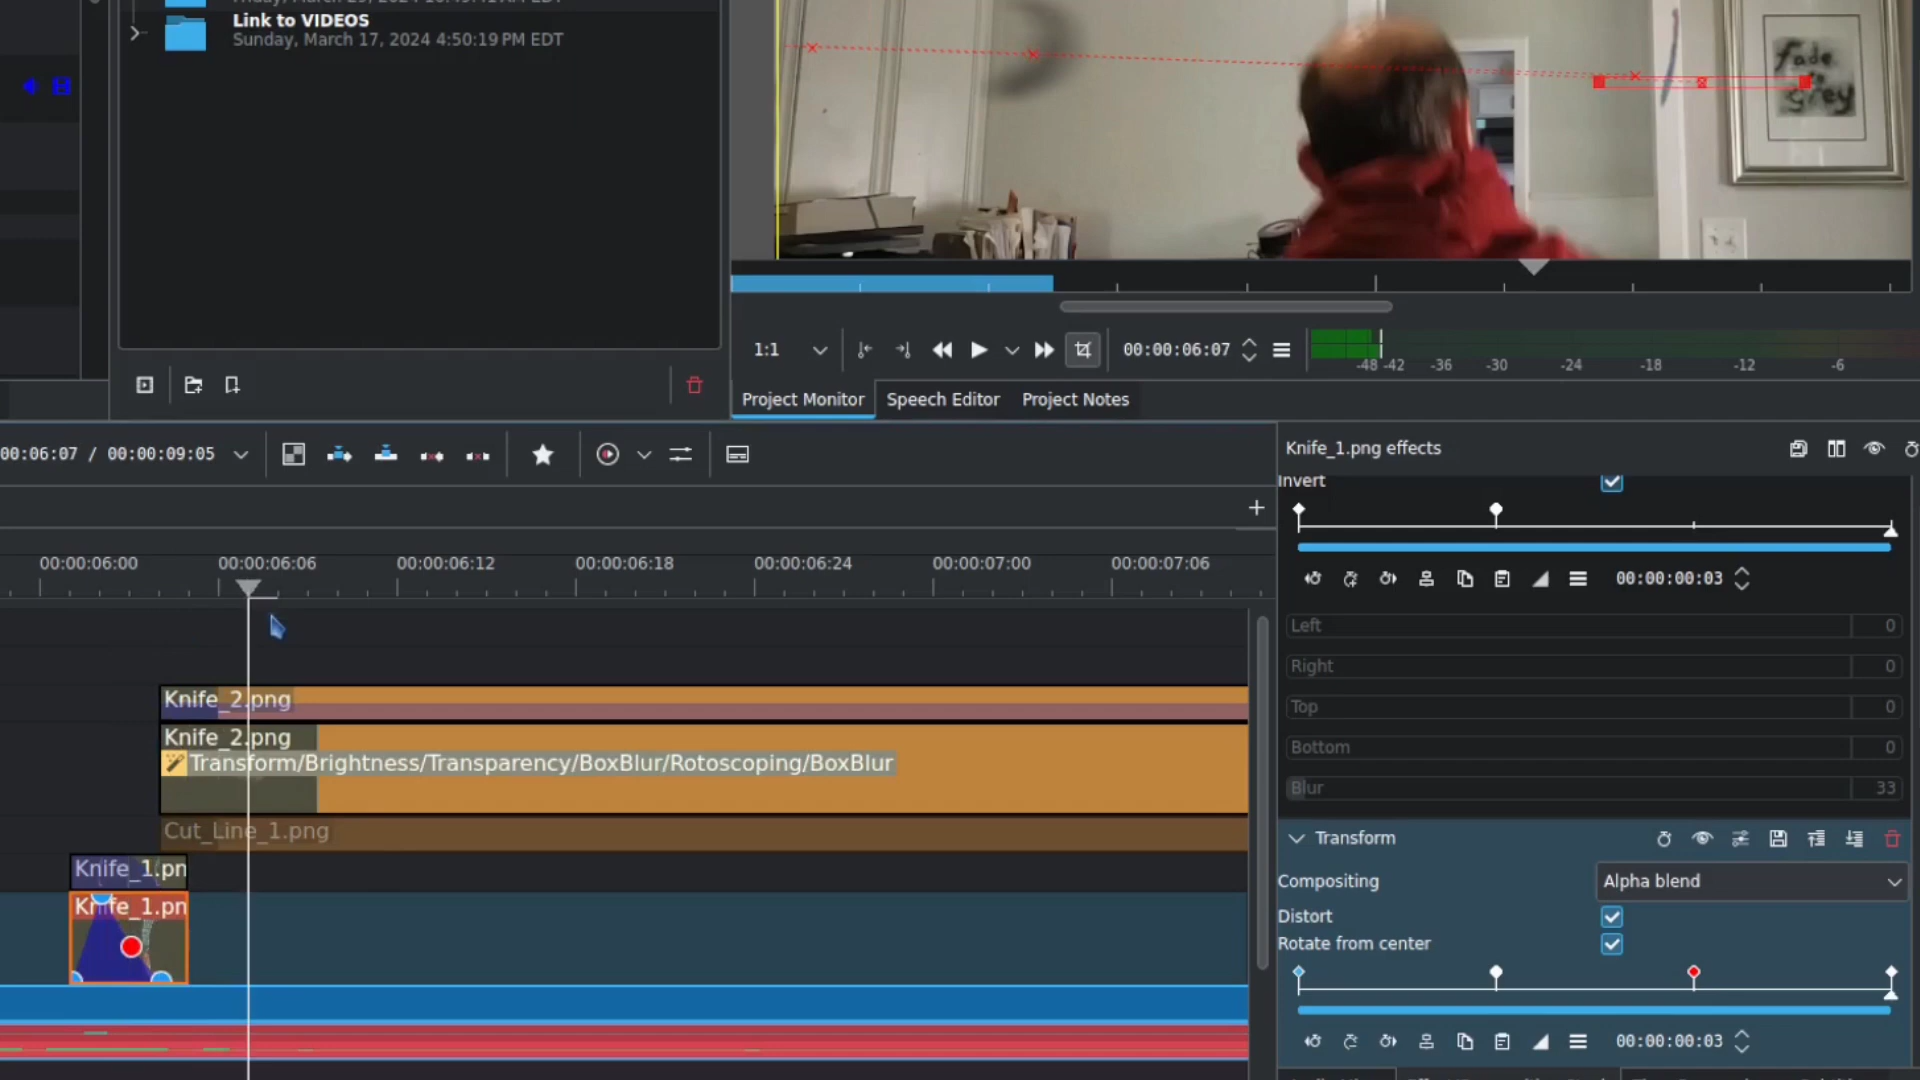 Friday, March 29, 2024
Link to VIDEOS
Sunday, March 17, 2024 4:50:19 PM EDT
fade
to
grey
1:1
00:00:06:07
-48 -42 -36 -30 -24 -18 -12 -6
Project Monitor
Speech Editor
Project Notes
00:06:07 / 00:00:09:05
Knife_1.png effects
Invert
00:00:06:00 00:00:06:06 00:00:06:12 00:00:06:18 00:00:06:24 00:00:07:00 00:00:07:06
00:00:00:03
Left 0
Right 0
Top 0
Bottom 0
Blur 33
Knife_2.png
Knife_2.png
Transform/Brightness/Transparency/BoxBlur/Rotoscoping/BoxBlur
Cut_Line_1.png
Knife_1.pn
Knife_1.pn
Transform
Compositing Alpha blend
Distort
Rotate from center
00:00:00:03